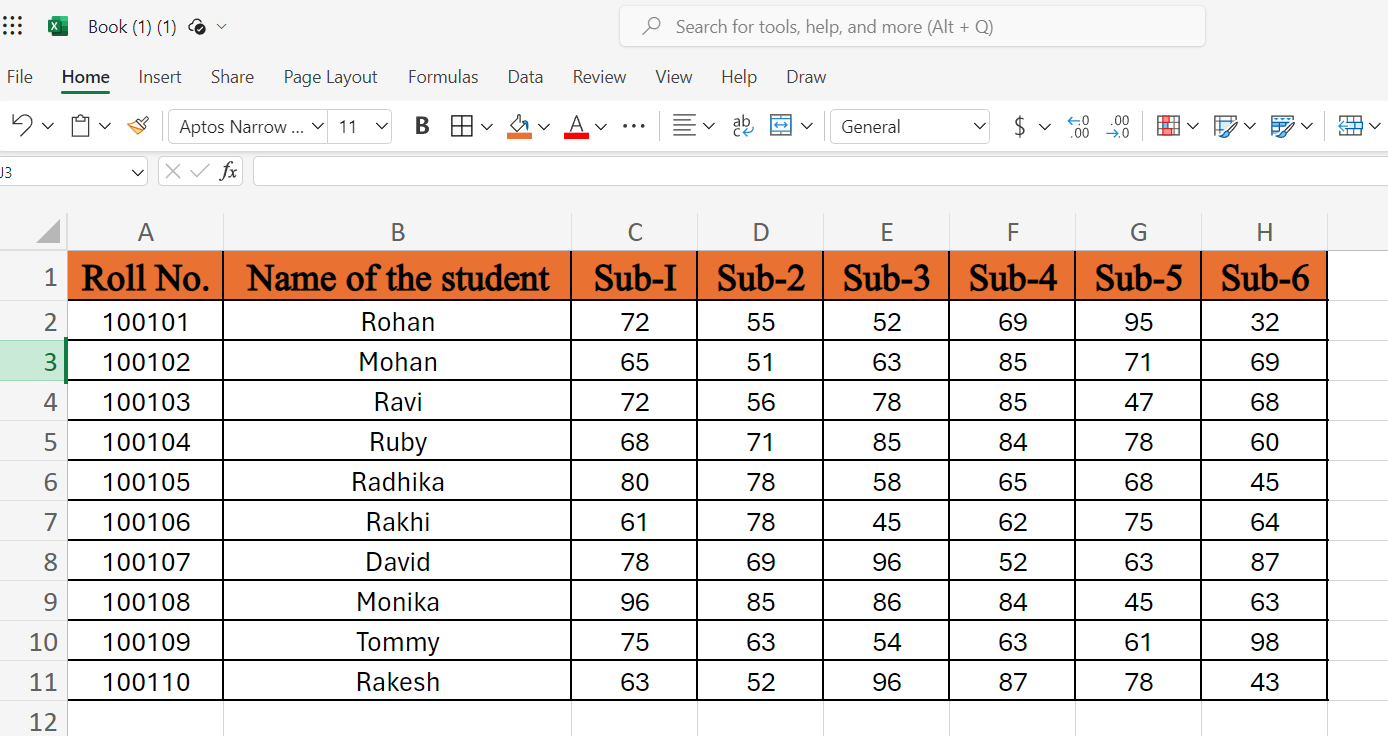 Book (1) (1)
Search for tools, help, and more (Alt + Q)
File Home Insert Share Page Layout Formulas Data Review View Help Draw
Aptos Narrow ... 11 B A ... ab General $ .00 .00
J3 fx
A B C D E F G H
1 Roll No. Name of the student Sub-I Sub-2 Sub-3 Sub-4 Sub-5 Sub-6
2 100101 Rohan 72 55 52 69 95 32
3 100102 Mohan 65 51 63 85 71 69
4 100103 Ravi 72 56 78 85 47 68
5 100104 Ruby 68 71 85 84 78 60
6 100105 Radhika 80 78 58 65 68 45
7 100106 Rakhi 61 78 45 62 75 64
8 100107 David 78 69 96 52 63 87
9 100108 Monika 96 85 86 84 45 63
10 100109 Tommy 75 63 54 63 61 98
11 100110 Rakesh 63 52 96 87 78 43
12